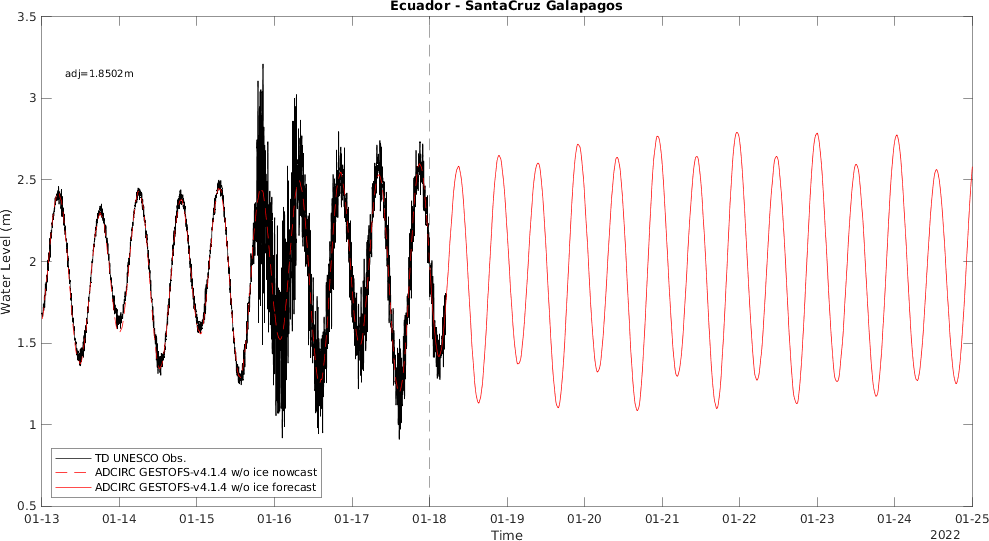 Ecuador - SantaCruz Galapagos
3.5
adj=1.8502m
3
2.5
2
1.5
1
0.5
Water Level (m)
TD UNESCO Obs.
ADCIRC GESTOFS-v4.1.4 w/o ice nowcast
ADCIRC GESTOFS-v4.1.4 w/o ice forecast
01-13 01-14 01-15 01-16 01-17 01-18 01-19 01-20 01-21 01-22 01-23 01-24 01-25
Time
2022